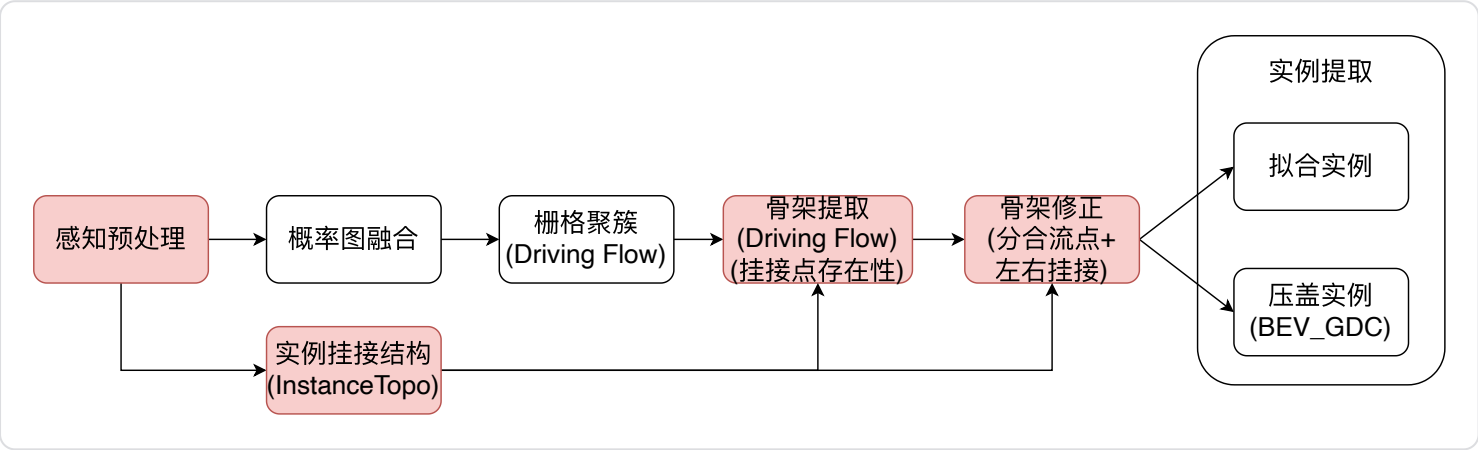 实例提取
拟合实例
感知预处理
概率图融合
栅格聚簇
(Driving Flow)
骨架提取
(Driving Flow)
(挂接点存在性)
骨架修正
(分合流点+
左右挂接)
压盖实例
(BEV_GDC)
实例挂接结构
(InstanceTopo)